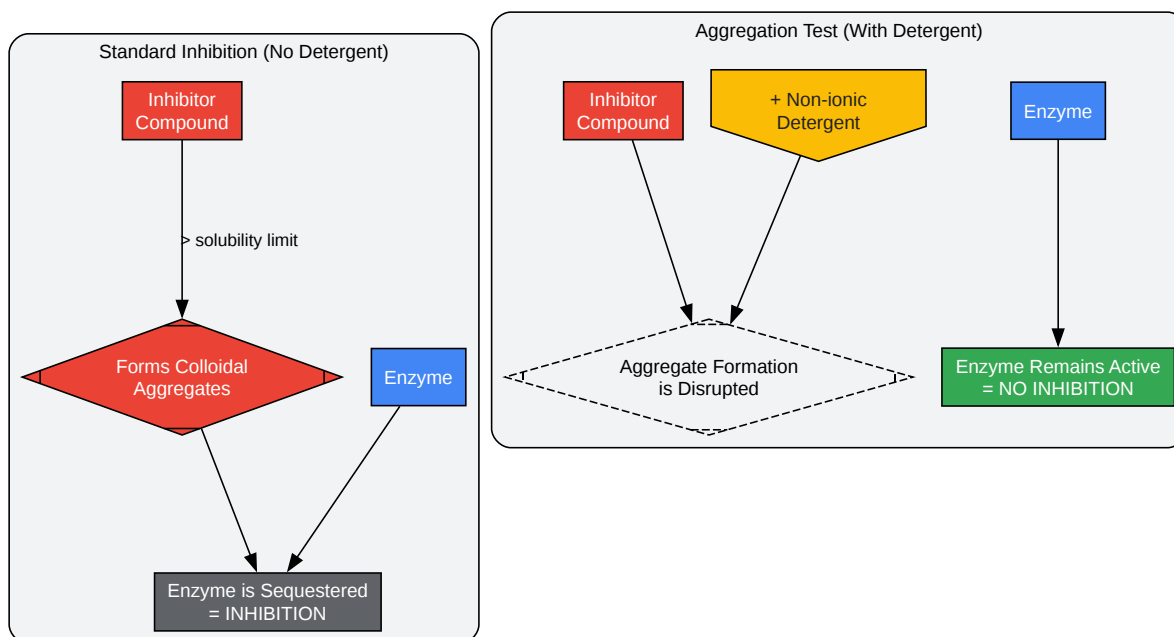 Standard Inhibition (No Detergent)
Inhibitor
Compound
> solubility limit
Forms Colloidal
Aggregates
Enzyme
Enzyme is Sequestered
= INHIBITION
Aggregation Test (With Detergent)
Inhibitor
Compound
+ Non-ionic
Detergent
Enzyme
Aggregate Formation
is Disrupted
Enzyme Remains Active
= NO INHIBITION